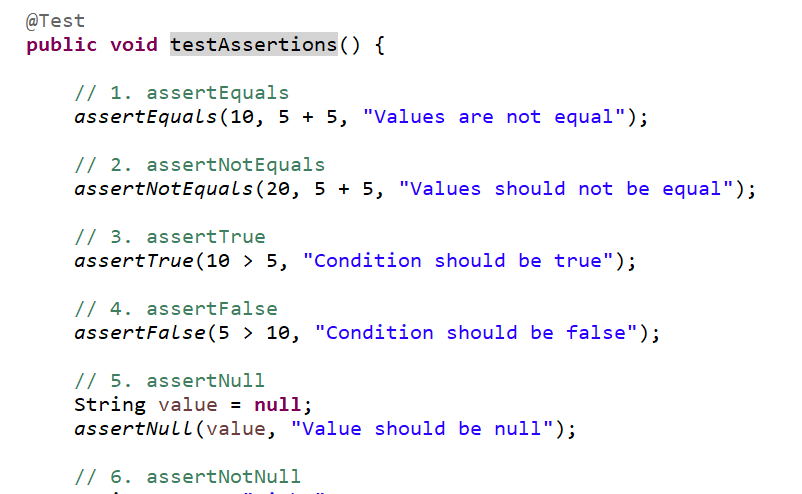 @Test
public void testAssertions() {
// 1. assertEquals
assertEquals(10, 5 + 5, "Values are not equal");
// 2. assertNotEquals
assertNotEquals(20, 5 + 5, "Values should not be equal");
// 3. assertTrue
assertTrue(10 > 5, "Condition should be true");
// 4. assertFalse
assertFalse(5 > 10, "Condition should be false");
// 5. assertNull
String value = null;
assertNull(value, "Value should be null");
// 6. assertNotNull